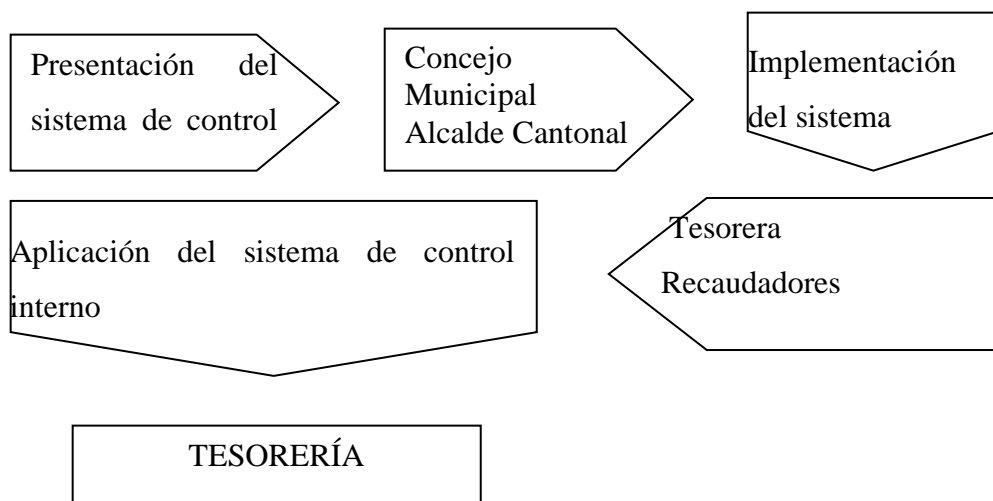 Presentación del
sistema de control
Concejo
Municipal
Alcalde Cantonal
Implementación
del sistema
Tesorera
Recaudadores
Aplicación del sistema de control
interno
TESORERÍA